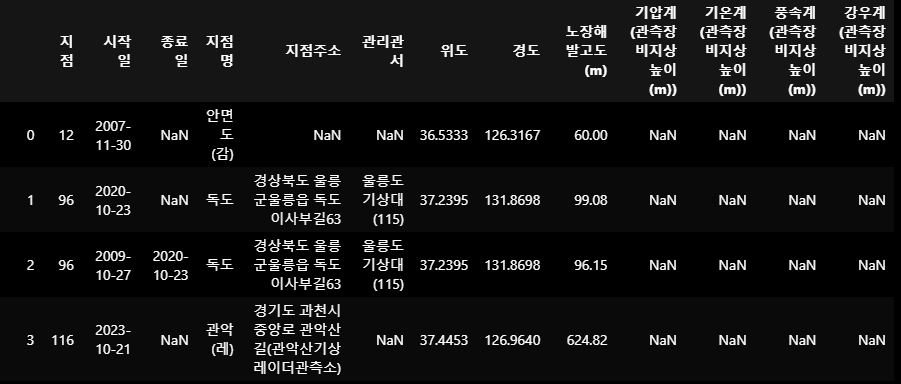 지점 시작일 종료일 지점명 지점주소 관리관서 위도 경도 노장해발고도(m) 기압계(관측장비지상높이(m)) 기온계(관측장비지상높이(m)) 풍속계(관측장비지상높이(m)) 강우계(관측장비지상높이(m))
0 12 2007-11-30 NaN 안면도(감) NaN NaN 36.5333 126.3167 60.00 NaN NaN NaN NaN
1 96 2020-10-23 NaN 독도 경상북도 울릉군울릉읍 독도이사부길63 울릉도기상대(115) 37.2395 131.8698 99.08 NaN NaN NaN NaN
2 96 2009-10-27 2020-10-23 독도 경상북도 울릉군울릉읍 독도이사부길63 울릉도기상대(115) 37.2395 131.8698 96.15 NaN NaN NaN NaN
3 116 2023-10-21 NaN 관악(레) 경기도 과천시 중앙로 관악산길(관악산기상레이더관측소) NaN 37.4453 126.9640 624.82 NaN NaN NaN NaN